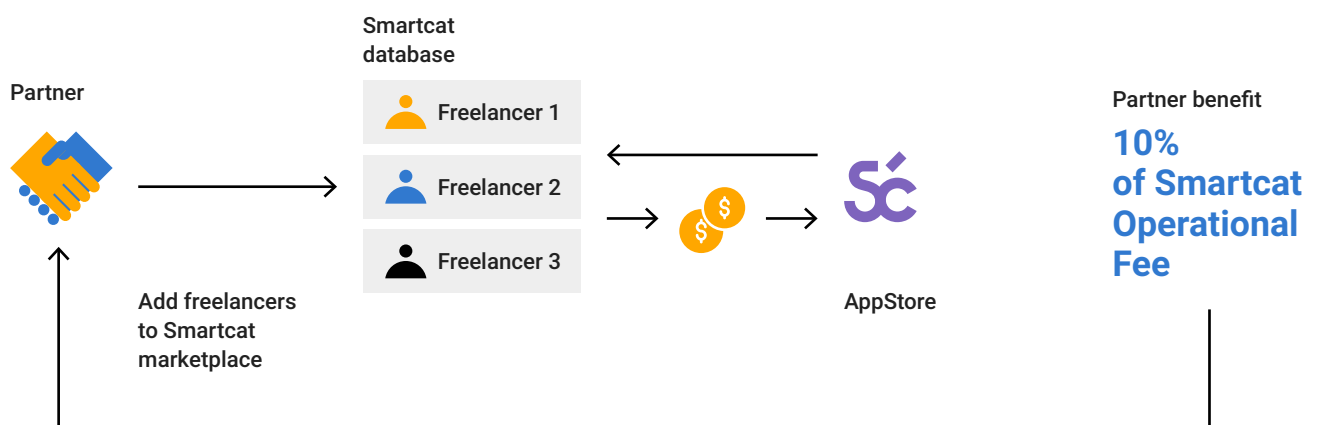 Smartcat
database
Partner
Freelancer 1
Freelancer 2
Freelancer 3
$
$
Sć
Add freelancers
to Smartcat
marketplace
AppStore
Partner benefit
10%
of Smartcat
Operational
Fee